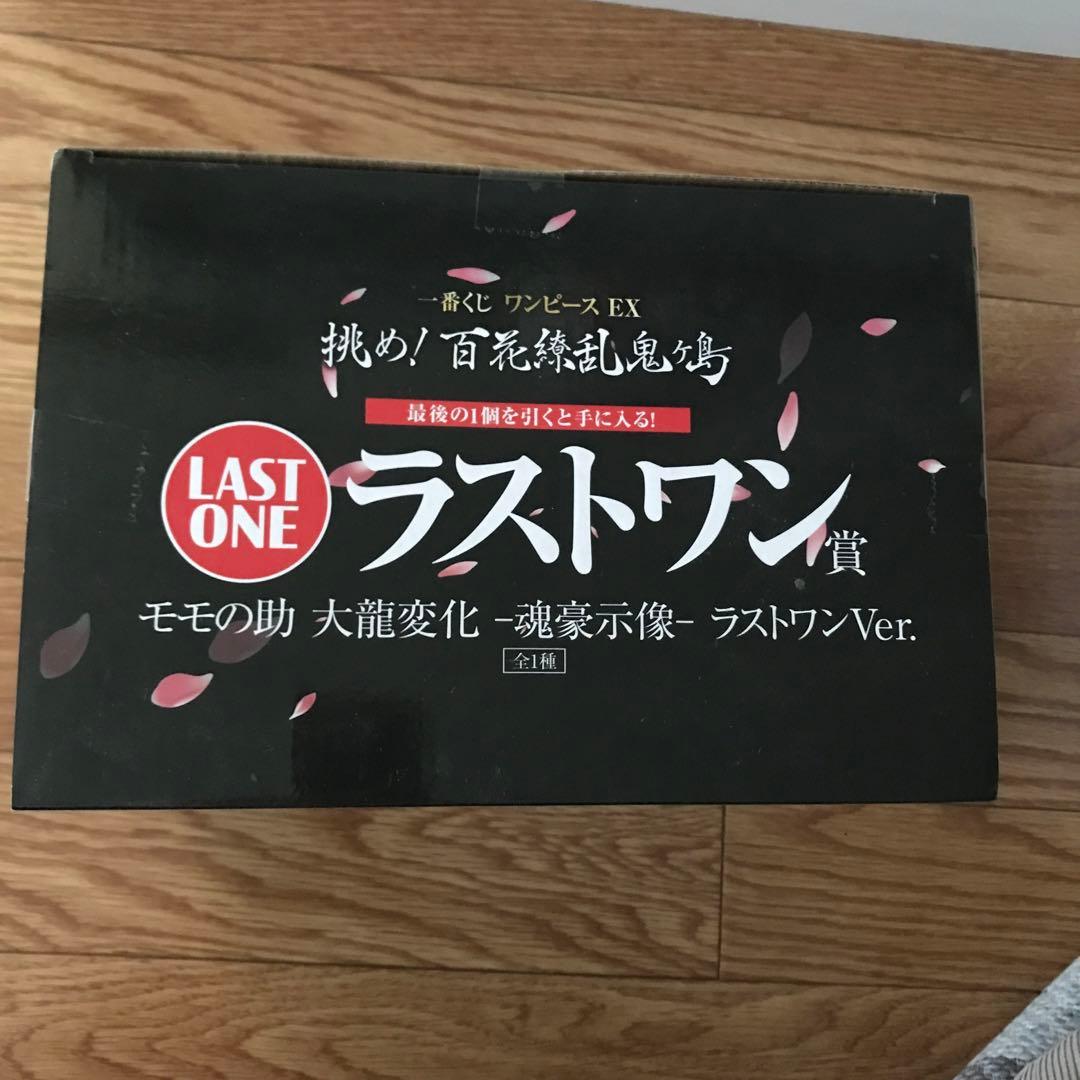 一番くじ ワンピース EX
挑め!百花繚乱鬼ヶ島
最後の1個を引くと手に入る!
LAST
ONE
ラストワン賞
モモの助 大龍変化 -魂豪示像- ラストワンVer.
全1種